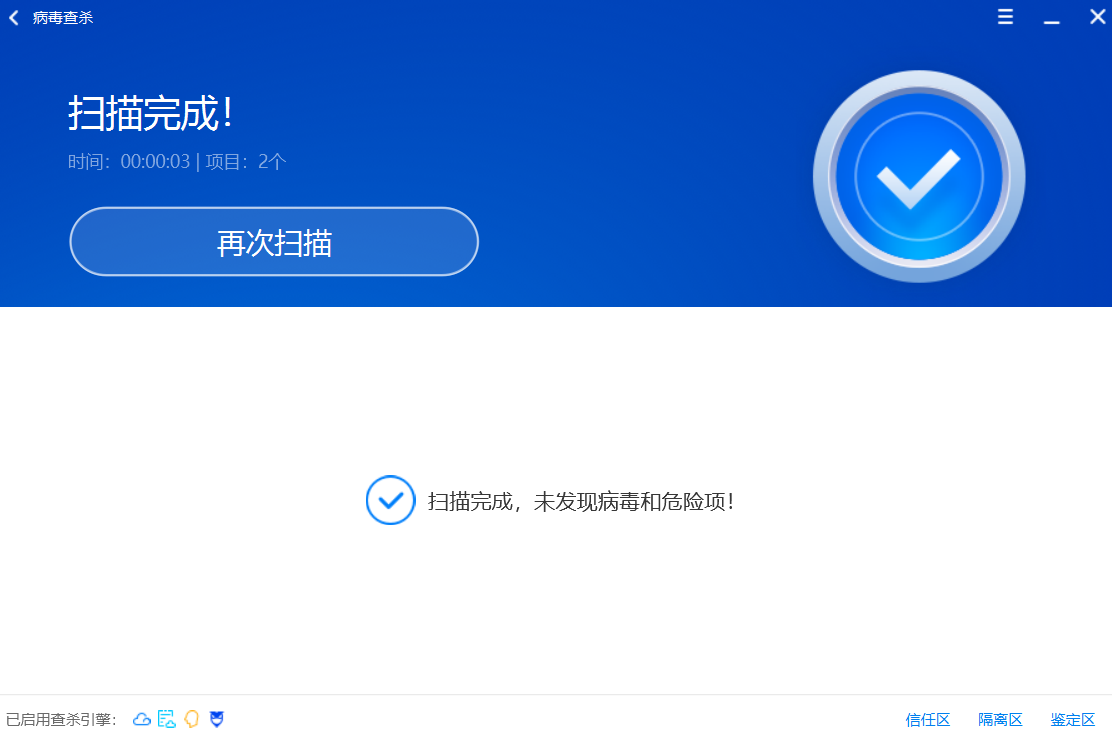 病毒查杀
扫描完成！
时间：00:00:03 | 项目：2个
再次扫描
扫描完成，未发现病毒和危险项！
已启用查杀引擎：
信任区 隔离区 鉴定区